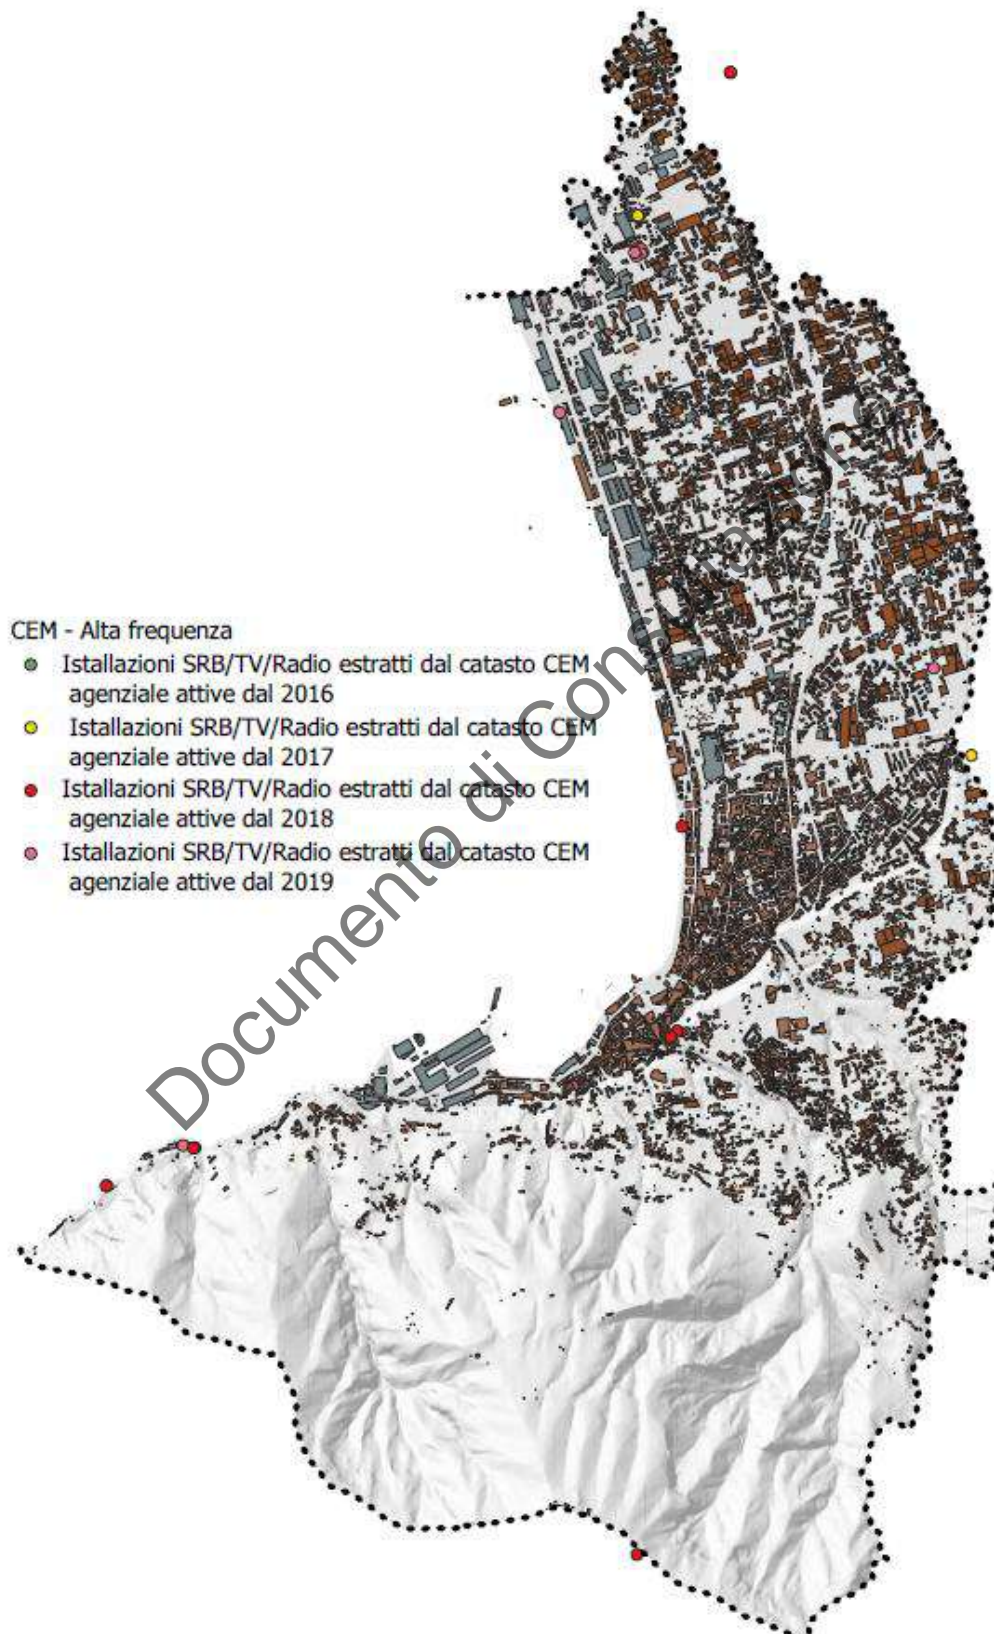 CEM - Alta frequenza
Istallazioni SRB/TV/Radio estratti dal catasto CEM
agenziale attive dal 2016
Istallazioni SRB/TV/Radio estratti dal catasto CEM
agenziale attive dal 2017
Istallazioni SRB/TV/Radio estratti dal catasto CEM
agenziale attive dal 2018
Istallazioni SRB/TV/Radio estratti dal catasto CEM
agenziale attive dal 2019
Documento di Consultazione